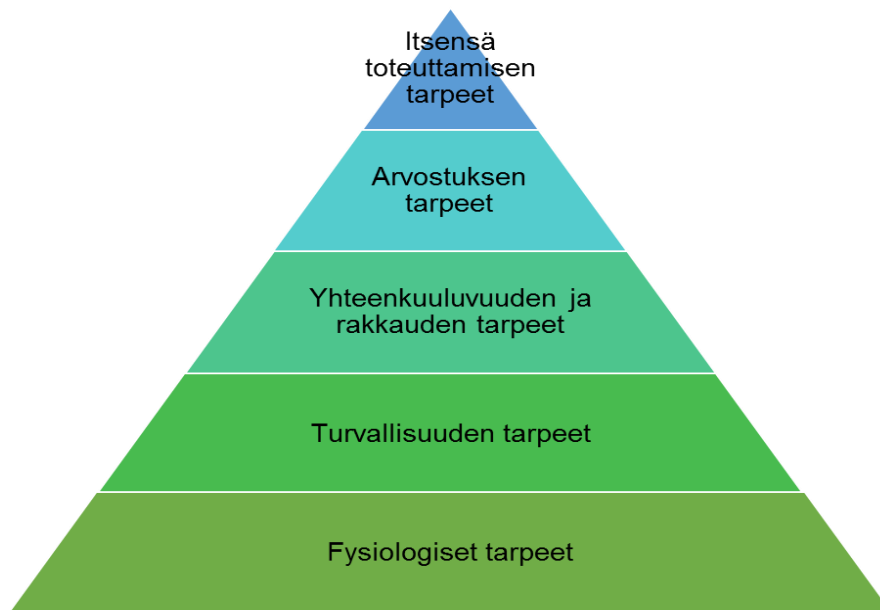 Itsensä
toteuttamisen
tarpeet
Arvostuksen
tarpeet
Yhteenkuuluvuuden ja
rakkauden tarpeet
Turvallisuuden tarpeet
Fysiologiset tarpeet